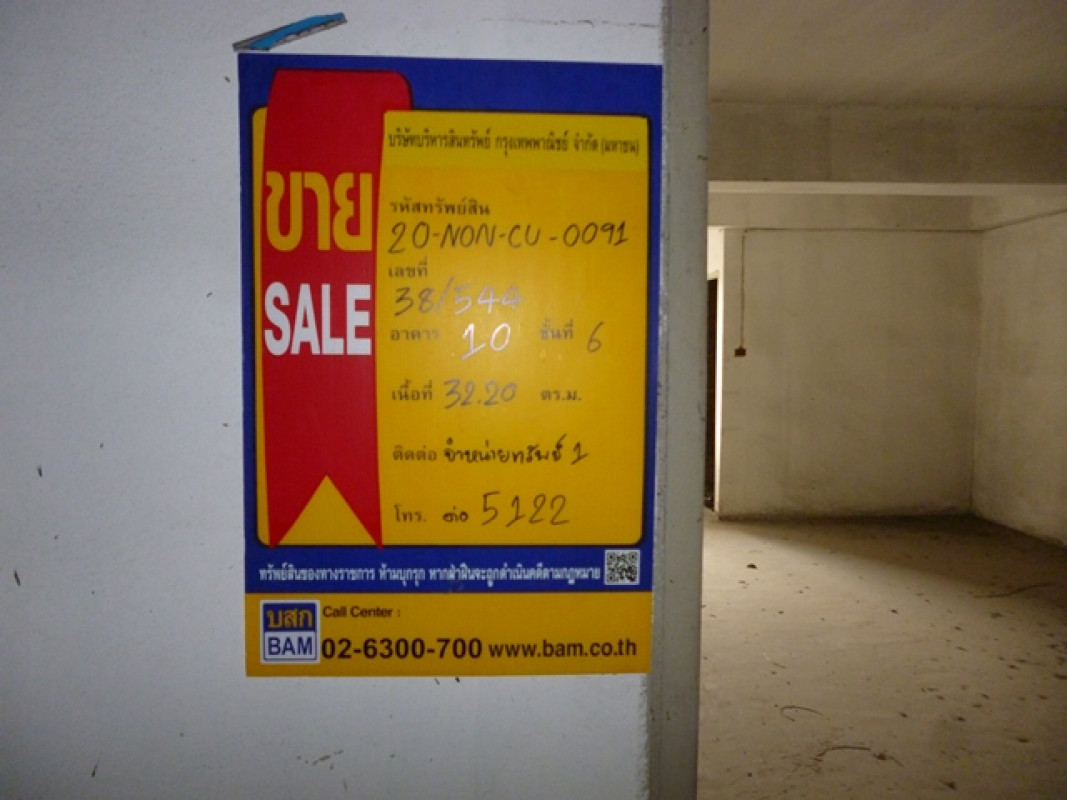 บริษัทบริหารสินทรัพย์ กรุงเทพพาณิชย์ จำกัด (มหาชน)
ขาย
SALE
รหัสทรัพย์สิน
20-NON-CU-0091
เลขที่
38/544
อาคาร 10 ชั้นที่ 6
เนื้อที่ 32.20 ตร.ม.
ติดต่อ จำหน่ายทรัพย์ 1
โทร. ต่อ 5122
ทรัพย์สินของทางราชการ ห้ามบุกรุก หากฝ่าฝืนจะถูกดำเนินคดีตามกฎหมาย
บสก
BAM
Call Center :
02-6300-700 www.bam.co.th